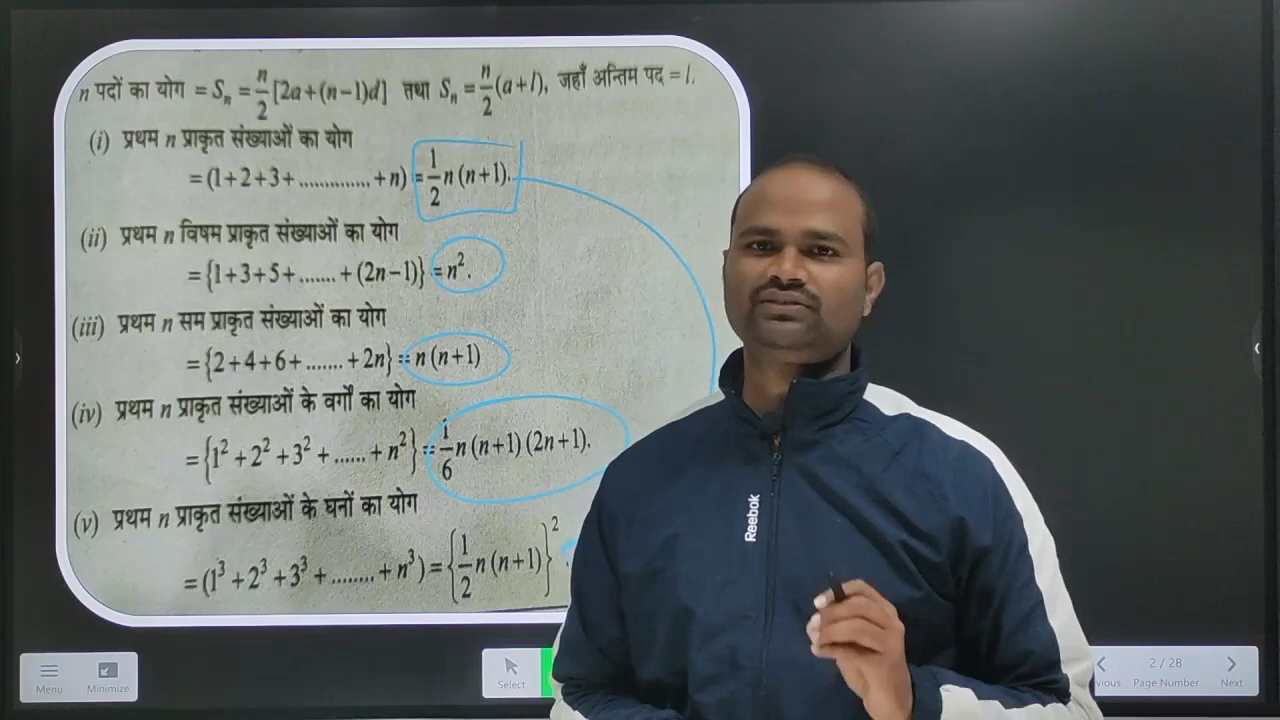 n पदों का योग = Sₙ = n/2 [2a+(n−1)d] तथा Sₙ = n/2 (a+l), जहाँ अन्तिम पद = l.
(i) प्रथम n प्राकृत संख्याओं का योग
= (1+2+3+ .............. +n) = 1/2 n (n+1).
(ii) प्रथम n विषम प्राकृत संख्याओं का योग
= {1+3+5+ ....... + (2n−1)} = n².
(iii) प्रथम n सम प्राकृत संख्याओं का योग
= {2+4+6+ ....... + 2n} = n (n+1)
(iv) प्रथम n प्राकृत संख्याओं के वर्गों का योग
= {1² + 2² + 3² + ...... + n²} = 1/6 n (n+1) (2n+1).
(v) प्रथम n प्राकृत संख्याओं के घनों का योग
= (1³ + 2³ + 3³ + ........ + n³) = {1/2 n (n+1)}²
Reebok
Menu Minimize Select vious 2 / 28 Page Number Next